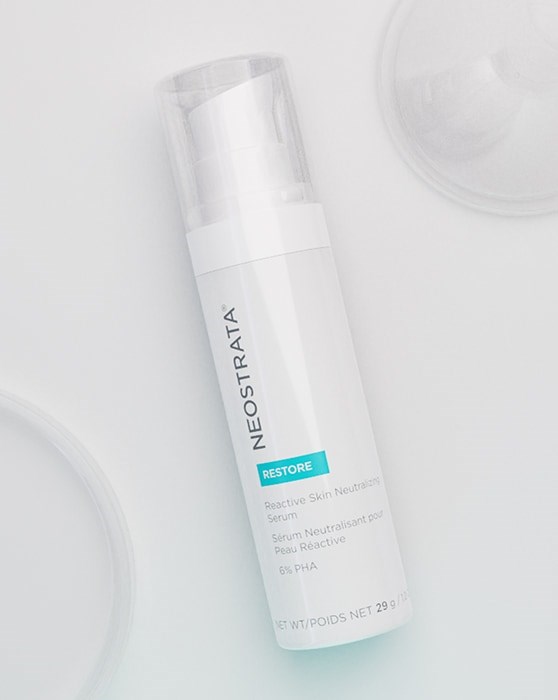 NEOSTRATA®
RESTORE
Reactive Skin Neutralizing
Serum
Sérum Neutralisant pour
Peau Réactive
6% PHA
NET WT/POIDS NET 29 g /